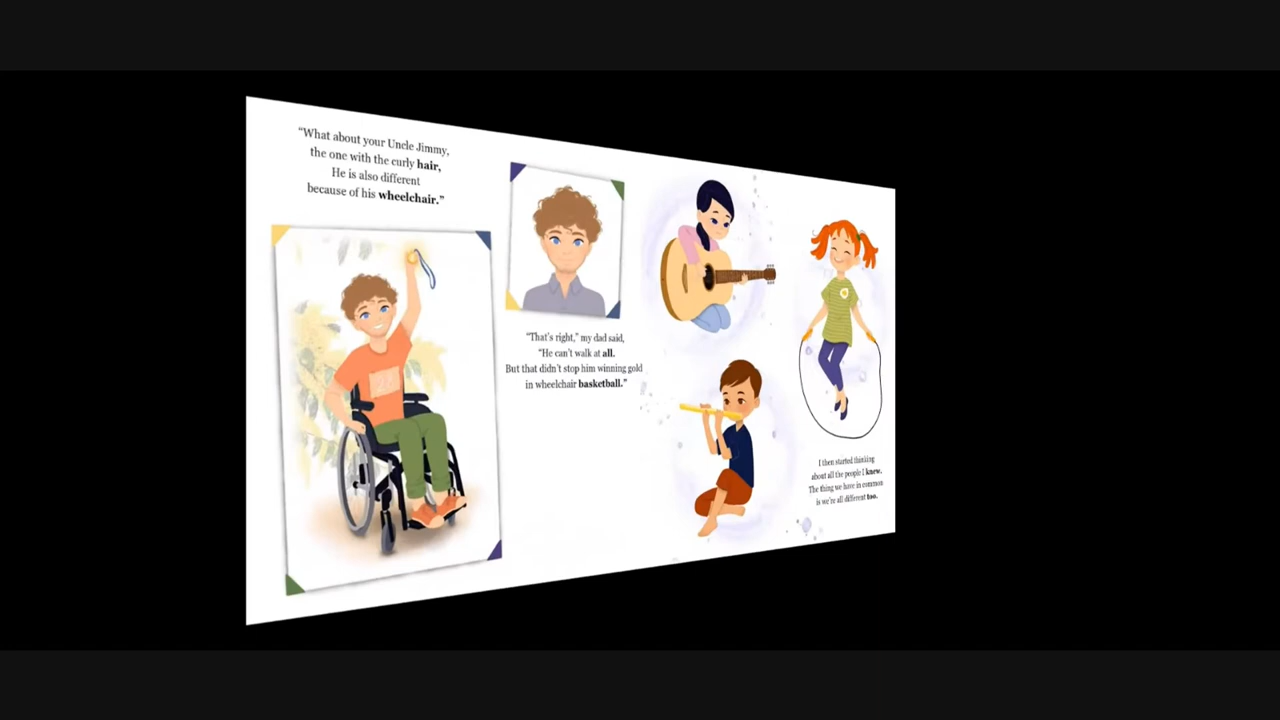 “What about your Uncle Jimmy,
the one with the curly hair,
He is also different
because of his wheelchair.”
“That's right,” my dad said,
“He can't walk at all.
But that didn't stop him winning gold
in wheelchair basketball.”
I then started thinking
about all the people I knew.
The thing we have in common
is we're all different too.